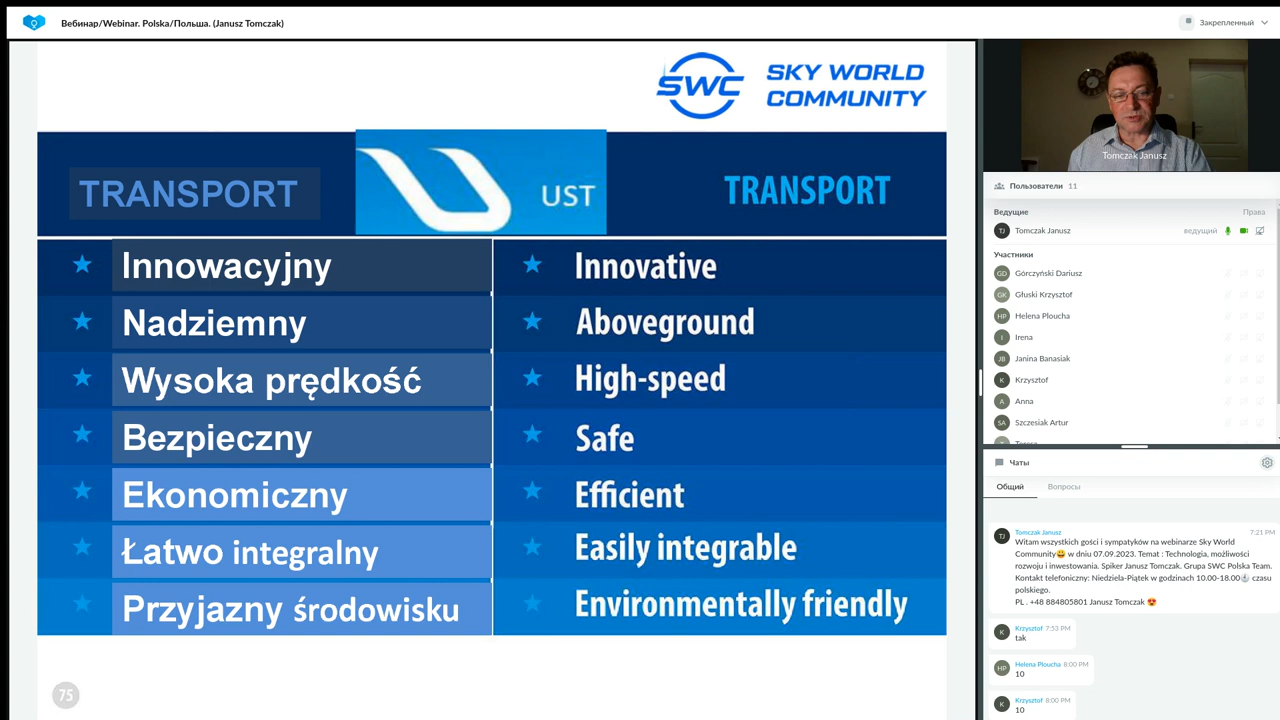 Вебинар/Webinar. Polska/Польша. (Janusz Tomczak)
Закрепленный
SWC
SKY WORLD
COMMUNITY
TRANSPORT
UST
TRANSPORT
Innowacyjny
Innovative
Nadziemny
Aboveground
Wysoka prędkość
High-speed
Bezpieczny
Safe
Ekonomiczny
Efficient
Łatwo integralny
Easily integrable
Przyjazny środowisku
Environmentally friendly
75
Tomczak Janusz
Пользователи 11
Ведущие Права
TJ Tomczak Janusz ведущий
Участники
GD Górczyński Dariusz
GK Głuski Krzysztof
HP Helena Ploucha
I Irena
JB Janina Banasiak
K Krzysztof
A Anna
SA Szczesiak Artur
Чаты
Общий Вопросы
TJ Tomczak Janusz 7:21 PM
Witam wszystkich gości i sympatyków na webinarze Sky World
Community😃 w dniu 07.09.2023. Temat : Technologia, możliwości
rozwoju i inwestowania. Spiker Janusz Tomczak. Grupa SWC Polska Team.
Kontakt telefoniczny: Niedziela-Piątek w godzinach 10.00-18.00 czasu
polskiego.
PL . +48 884805801 Janusz Tomczak 😍
K Krzysztof 7:53 PM
tak
HP Helena Ploucha 8:00 PM
10
K Krzysztof 8:00 PM
10